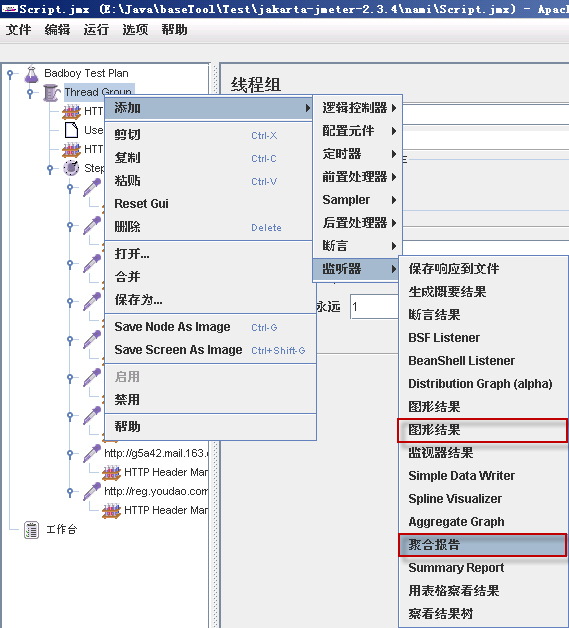 Script.jmx (E:\Java\baseTool\Test\jakarta-jmeter-2.3.4\nami\Script.jmx) - Apac
文件 编辑 运行 选项 帮助
Badboy Test Plan
Thread Group
HTT
Use
HTT
Step
http://g5a42.mail.163.c
HTTP Header Man
http://reg.youdao.com
HTTP Header Man
工作台
线程组
永远 1
添加
剪切 Ctrl-X
复制 Ctrl-C
粘贴 Ctrl-V
Reset Gui
删除 Delete
打开...
合并
保存为...
Save Node As Image Ctrl-G
Save Screen As Image Ctrl+Shift-G
启用
禁用
帮助
逻辑控制器
配置元件
定时器
前置处理器
Sampler
后置处理器
断言
监听器
保存响应到文件
生成概要结果
断言结果
BSF Listener
BeanShell Listener
Distribution Graph (alpha)
图形结果
图形结果
监视器结果
Simple Data Writer
Spline Visualizer
Aggregate Graph
聚合报告
Summary Report
用表格察看结果
察看结果树